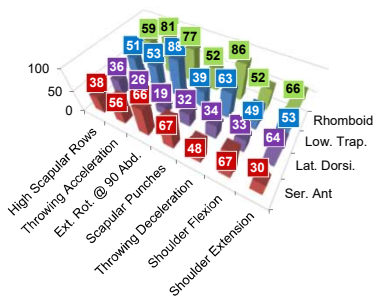 59 81 77 52 86 52 66
51 53 88 39 63 49 53
36 26 19 32 34 33 64
38 56 66 67 48 67 30
100
50
0
Rhomboid
Low. Trap.
Lat. Dorsi.
Ser. Ant
High Scapular Rows
Throwing Acceleration
Ext. Rot. @ 90 Abd.
Scapular Punches
Throwing Deceleration
Shoulder Flexion
Shoulder Extension